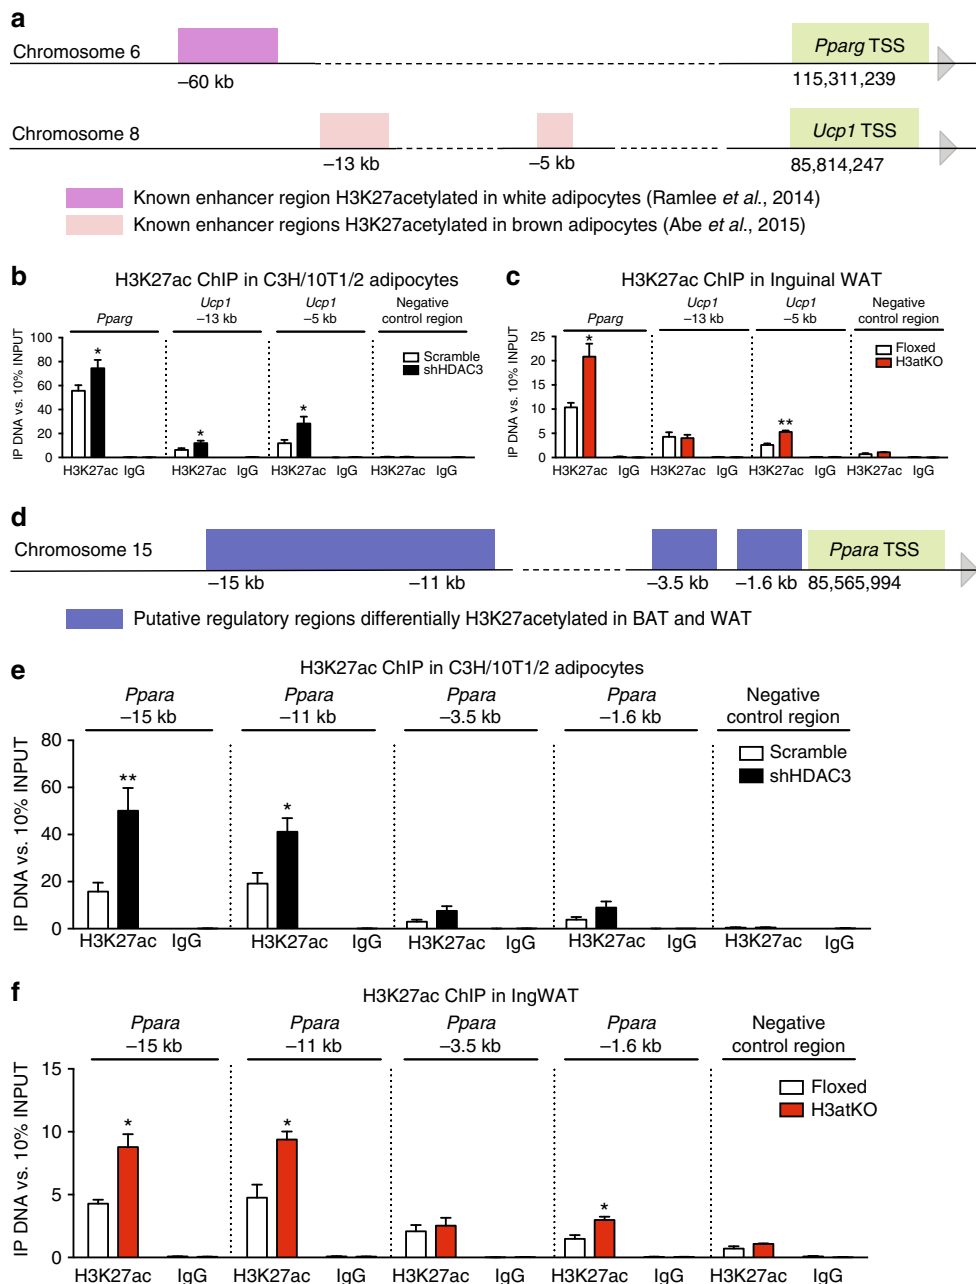 a
Chromosome 6
Pparg TSS
–60 kb
115,311,239
Chromosome 8
Ucp1 TSS
–13 kb
–5 kb
85,814,247
Known enhancer region H3K27acetylated in white adipocytes (Ramlee et al., 2014)
Known enhancer regions H3K27acetylated in brown adipocytes (Abe et al., 2015)
b
H3K27ac ChIP in C3H/10T1/2 adipocytes
Pparg
Ucp1
–13 kb
Ucp1
–5 kb
Negative
control region
IP DNA vs. 10% INPUT
100
80
60
40
20
0
*
*
*
Scramble
shHDAC3
H3K27ac IgG H3K27ac IgG H3K27ac IgG H3K27ac IgG
c
H3K27ac ChIP in Inguinal WAT
Pparg
Ucp1
–13 kb
Ucp1
–5 kb
Negative
control region
IP DNA vs. 10% INPUT
25
20
15
10
5
0
*
**
Floxed
H3atKO
H3K27ac IgG H3K27ac IgG H3K27ac IgG H3K27ac IgG
d
Chromosome 15
Ppara TSS
–15 kb
–11 kb
–3.5 kb
–1.6 kb
85,565,994
Putative regulatory regions differentially H3K27acetylated in BAT and WAT
e
H3K27ac ChIP in C3H/10T1/2 adipocytes
Ppara
–15 kb
Ppara
–11 kb
Ppara
–3.5 kb
Ppara
–1.6 kb
Negative
control region
IP DNA vs. 10% INPUT
80
60
40
20
0
**
*
Scramble
shHDAC3
H3K27ac IgG H3K27ac IgG H3K27ac IgG H3K27ac IgG H3K27ac IgG
f
H3K27ac ChIP in IngWAT
Ppara
–15 kb
Ppara
–11 kb
Ppara
–3.5 kb
Ppara
–1.6 kb
Negative
control region
IP DNA vs. 10% INPUT
15
10
5
0
*
*
*
Floxed
H3atKO
H3K27ac IgG H3K27ac IgG H3K27ac IgG H3K27ac IgG H3K27ac IgG